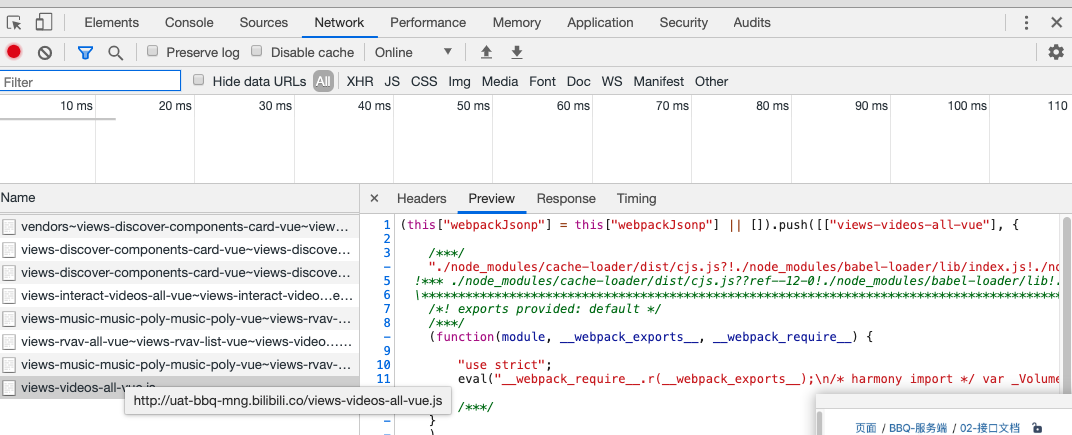 Elements Console Sources Network Performance Memory Application Security Audits
Preserve log Disable cache Online
Filter Hide data URLs All XHR JS CSS Img Media Font Doc WS Manifest Other
10 ms 20 ms 30 ms 40 ms 50 ms 60 ms 70 ms 80 ms 90 ms 100 ms 110
Name
vendors~views-discover-components-card-vue~view…
views-discover-components-card-vue~views-discove…
views-discover-components-card-vue~views-discove…
views-interact-videos-all-vue~views-interact-video…e…
views-music-music-poly-music-poly-vue~views-rvav-…
views-rvav-all-vue~views-rvav-list-vue~views-video……
views-music-music-poly-music-poly-vue~views-rvav-…
views-videos-all-vue.js
http://uat-bbq-mng.bilibili.co/views-videos-all-vue.js
Headers Preview Response Timing
1 (this["webpackJsonp"] = this["webpackJsonp"] || []).push([["views-videos-all-vue"], {
2
3 /***/
- "./node_modules/cache-loader/dist/cjs.js?!./node_modules/babel-loader/lib/index.js!./no
5 !*** ./node_modules/cache-loader/dist/cjs.js??ref--12-0!./node_modules/babel-loader/lib!.
6 \*******************************************************************************************
7 /*! exports provided: default */
8 /***/
- (function(module, __webpack_exports__, __webpack_require__) {
9
10 "use strict";
11 eval("__webpack_require__.r(__webpack_exports__);\n/* harmony import */ var _Volume
- /***/
- }
- )
页面 / BBQ-服务端 / 02-接口文档